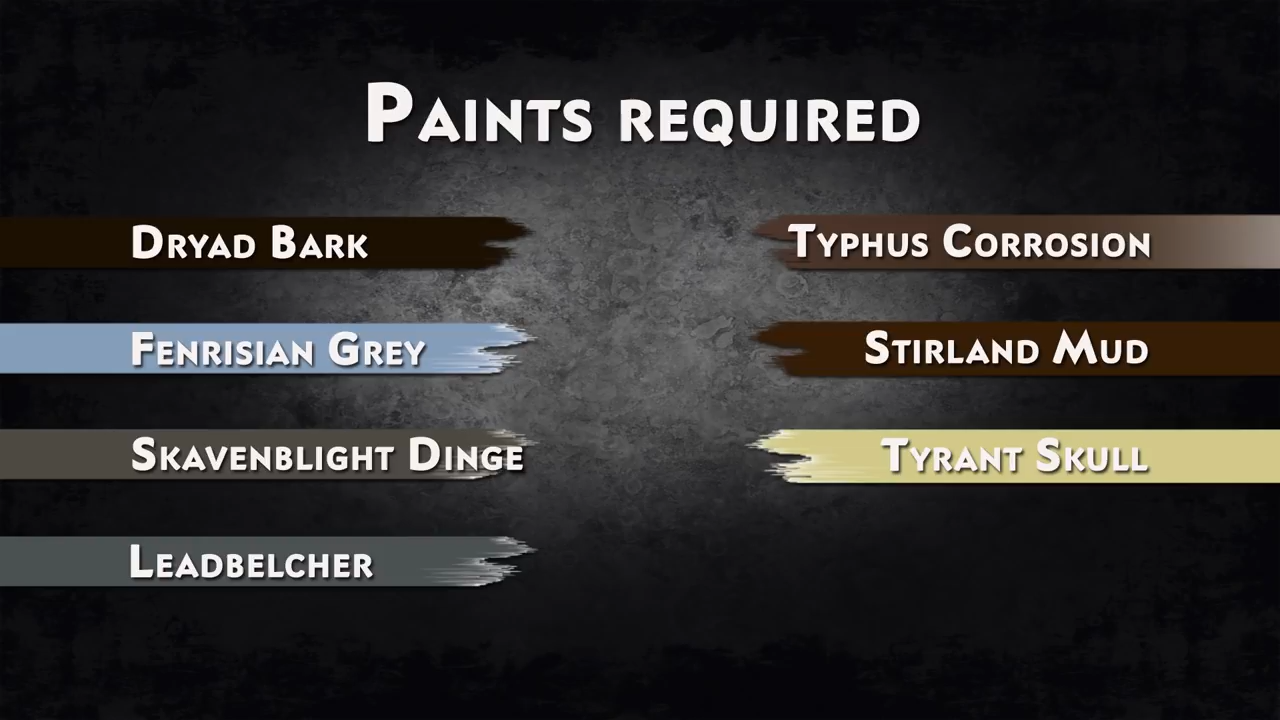 Paints required
Dryad Bark
Fenrisian Grey
Skavenblight Dinge
Leadbelcher
Typhus Corrosion
Stirland Mud
Tyrant Skull